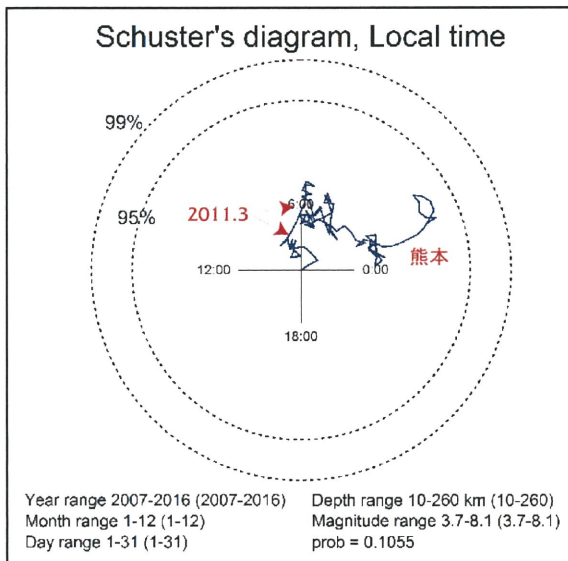 Schuster's diagram, Local time
99%
95%
2011.3
6:00
12:00
0:00
熊本
18:00
Year range 2007-2016 (2007-2016)
Month range 1-12 (1-12)
Day range 1-31 (1-31)
Depth range 10-260 km (10-260)
Magnitude range 3.7-8.1 (3.7-8.1)
prob = 0.1055